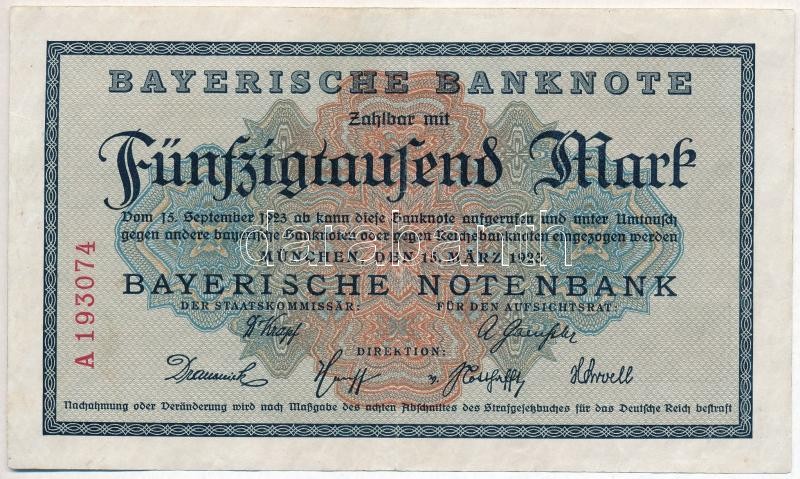 BAYERISCHE BANKNOTE
Zahlbar mit
Fünfzigtausend Mark
Vom 15. September 1923 ab kann diese Banknote aufgerufen und unter Umtausch
gegen andere bayerische Banknoten oder gegen Reichsbanknoten eingezogen werden
MÜNCHEN, DEN 15. MÄRZ 1923.
BAYERISCHE NOTENBANK
DER STAATSKOMMISSÄR: FÜR DEN AUFSICHTSRAT:
DIREKTION:
Nachahmung oder Veränderung wird nach Maßgabe des achten Abschnittes des Strafgesetzbuches für das Deutsche Reich bestraft
A 193074